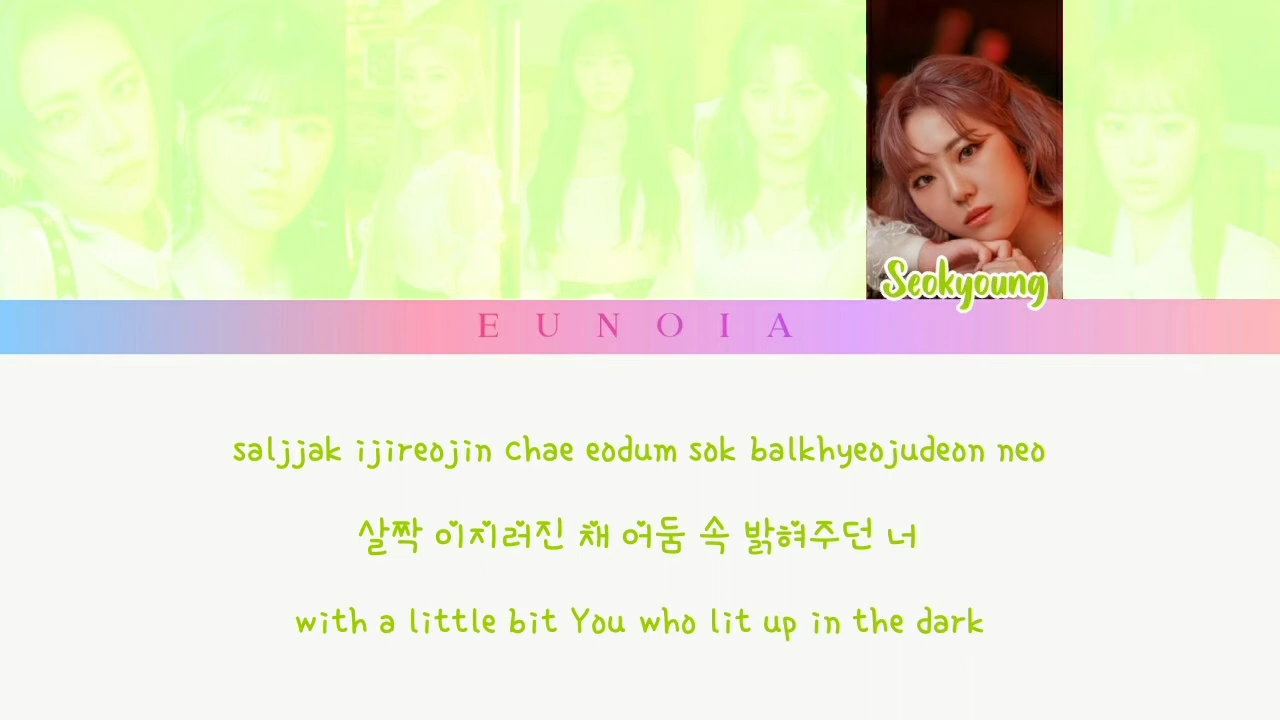 Seokyoung
EUNOIA
saljjak ijireojin chae eodum sok balkhyeojudeon neo
살짝 이지러진 채 어둠 속 밝혀주던 너
with a little bit You who lit up in the dark